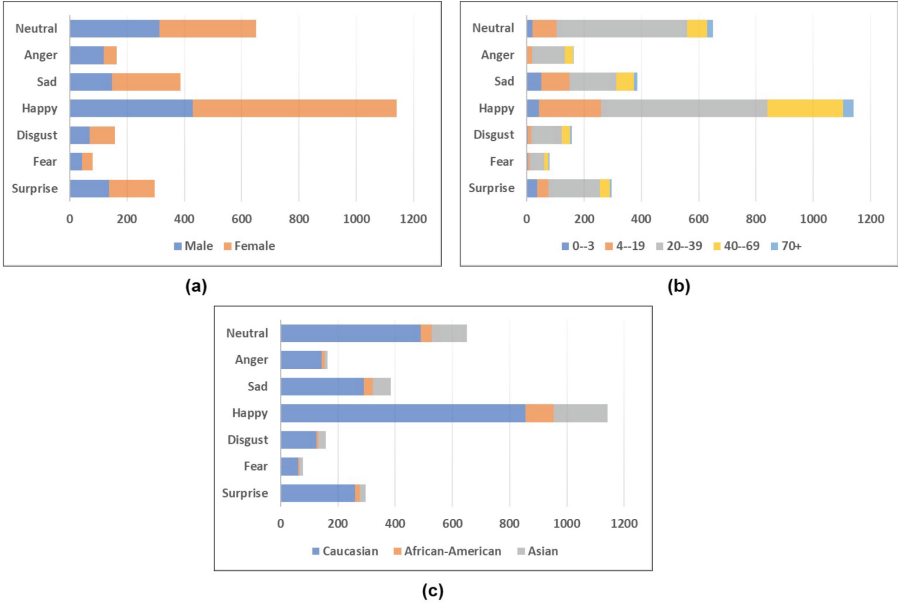 Neutral
Anger
Sad
Happy
Disgust
Fear
Surprise
0 200 400 600 800 1000 1200
Male Female
(a)
Neutral
Anger
Sad
Happy
Disgust
Fear
Surprise
0 200 400 600 800 1000 1200
0--3 4--19 20--39 40--69 70+
(b)
Neutral
Anger
Sad
Happy
Disgust
Fear
Surprise
0 200 400 600 800 1000 1200
Caucasian African-American Asian
(c)